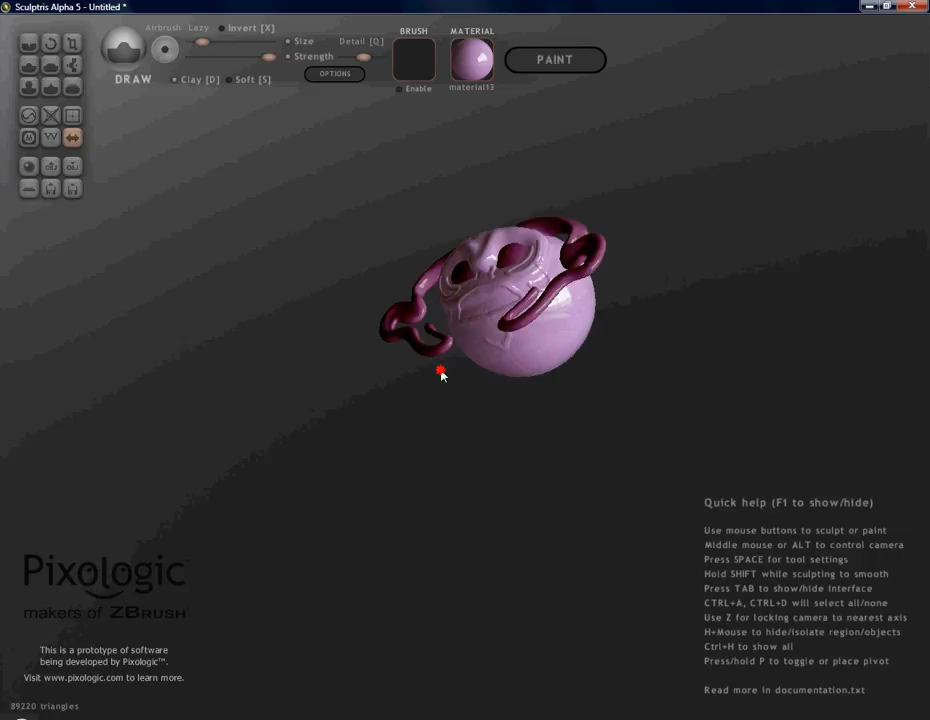 Sculptris Alpha 5 - Untitled *
Airbrush Lazy Invert [X]
Size Detail [Q]
Strength
DRAW Clay [D] Soft [S] OPTIONS
BRUSH
Enable
MATERIAL
material13
PAINT
Quick help (F1 to show/hide)
Use mouse buttons to sculpt or paint
Middle mouse or ALT to control camera
Press SPACE for tool settings
Hold SHIFT while sculpting to smooth
Press TAB to show/hide interface
CTRL+A, CTRL+D will select all/none
Use Z for locking camera to nearest axis
H+Mouse to hide/isolate region/objects
Ctrl+H to show all
Press/hold P to toggle or place pivot
Read more in documentation.txt
Pixologic
makers of ZBRUSH
This is a prototype of software
being developed by Pixologic™.
Visit www.pixologic.com to learn more.
89220 triangles